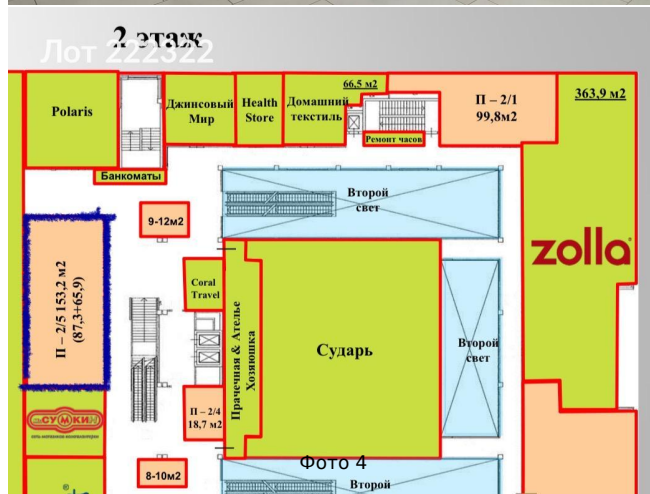 2 этаж
Лот 222322
Polaris
Джинсовый
Мир
Health
Store
Домашний
текстиль
66,5 м2
Ремонт часов
П – 2/1
99,8м2
363,9 м2
Банкоматы
9-12м2
Второй
свет
zolla
П – 2/5 153,2 м2
(87,3+65,9)
Coral
Travel
Прачечная & Ателье
Хозяюшка
Сударь
Второй
свет
П – 2/4
18,7 м2
СУМКИН
Фото 4
8-10м2
Второй